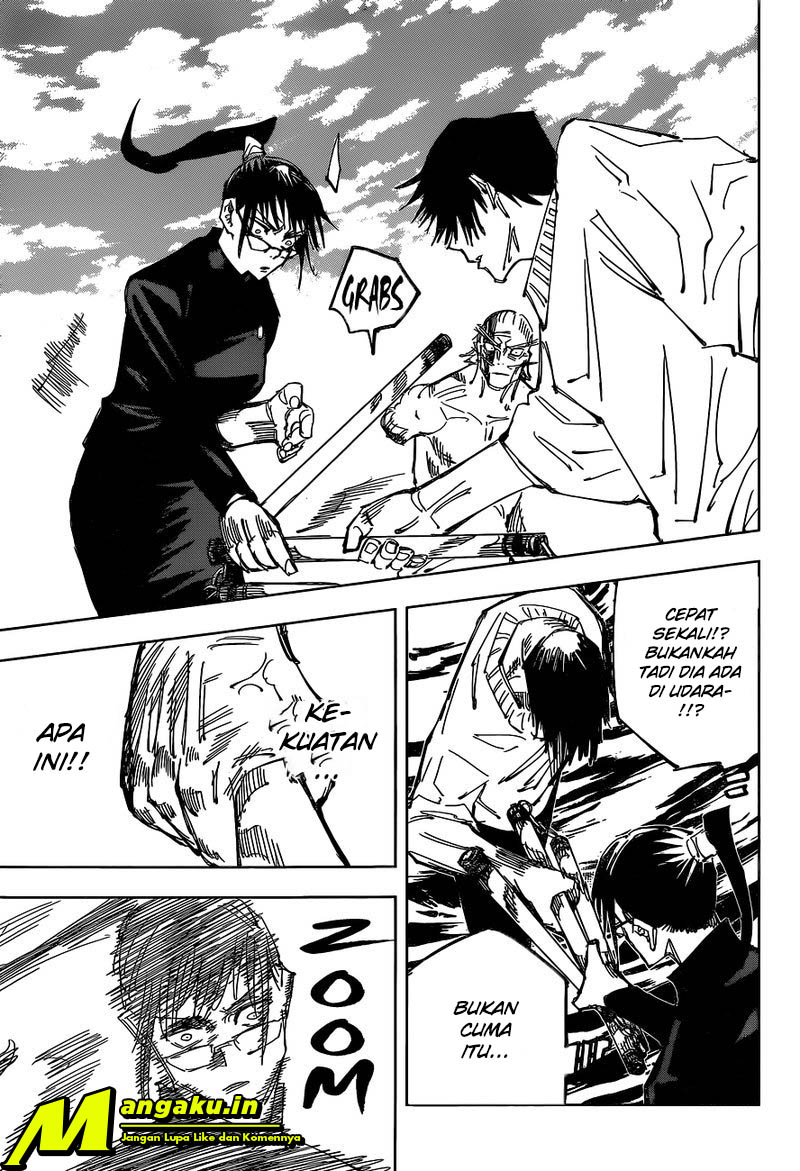 GRABS
CEPAT
SEKALI!?
BUKANKAH
TADI DIA ADA
DI UDARA-
!!?
BUKAN
CUMA
ITU...
KE-
KUATAN
...
APA
INI!!
ZOOM
Mangaku.in
Jangan Lupa Like dan Komennya